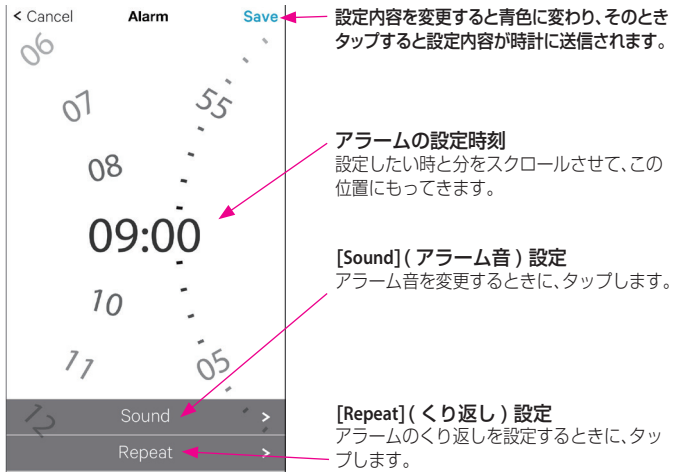 < Cancel
Alarm
Save
設定内容を変更すると青色に変わり、そのとき
タップすると設定内容が時計に送信されます。
06
07
55
08
アラームの設定時刻
設定したい時と分をスクロールさせて、この
位置にもってきます。
09:00
[Sound](アラーム音)設定
アラーム音を変更するときに、タップします。
10
11
05
12
Sound >
[Repeat](くり返し)設定
アラームのくり返しを設定するときに、タッ
プします。
Repeat >